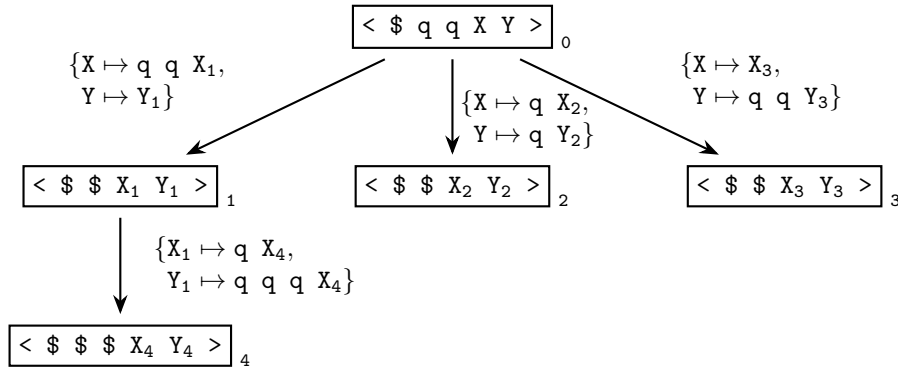 < $ q q X Y > 0
{X ↦ q q X₁,
Y ↦ Y₁}
{X ↦ q X₂,
Y ↦ q Y₂}
{X ↦ X₃,
Y ↦ q q Y₃}
< $ $ X₁ Y₁ > 1
< $ $ X₂ Y₂ > 2
< $ $ X₃ Y₃ > 3
{X₁ ↦ q X₄,
Y₁ ↦ q q q X₄}
< $ $ $ X₄ Y₄ > 4